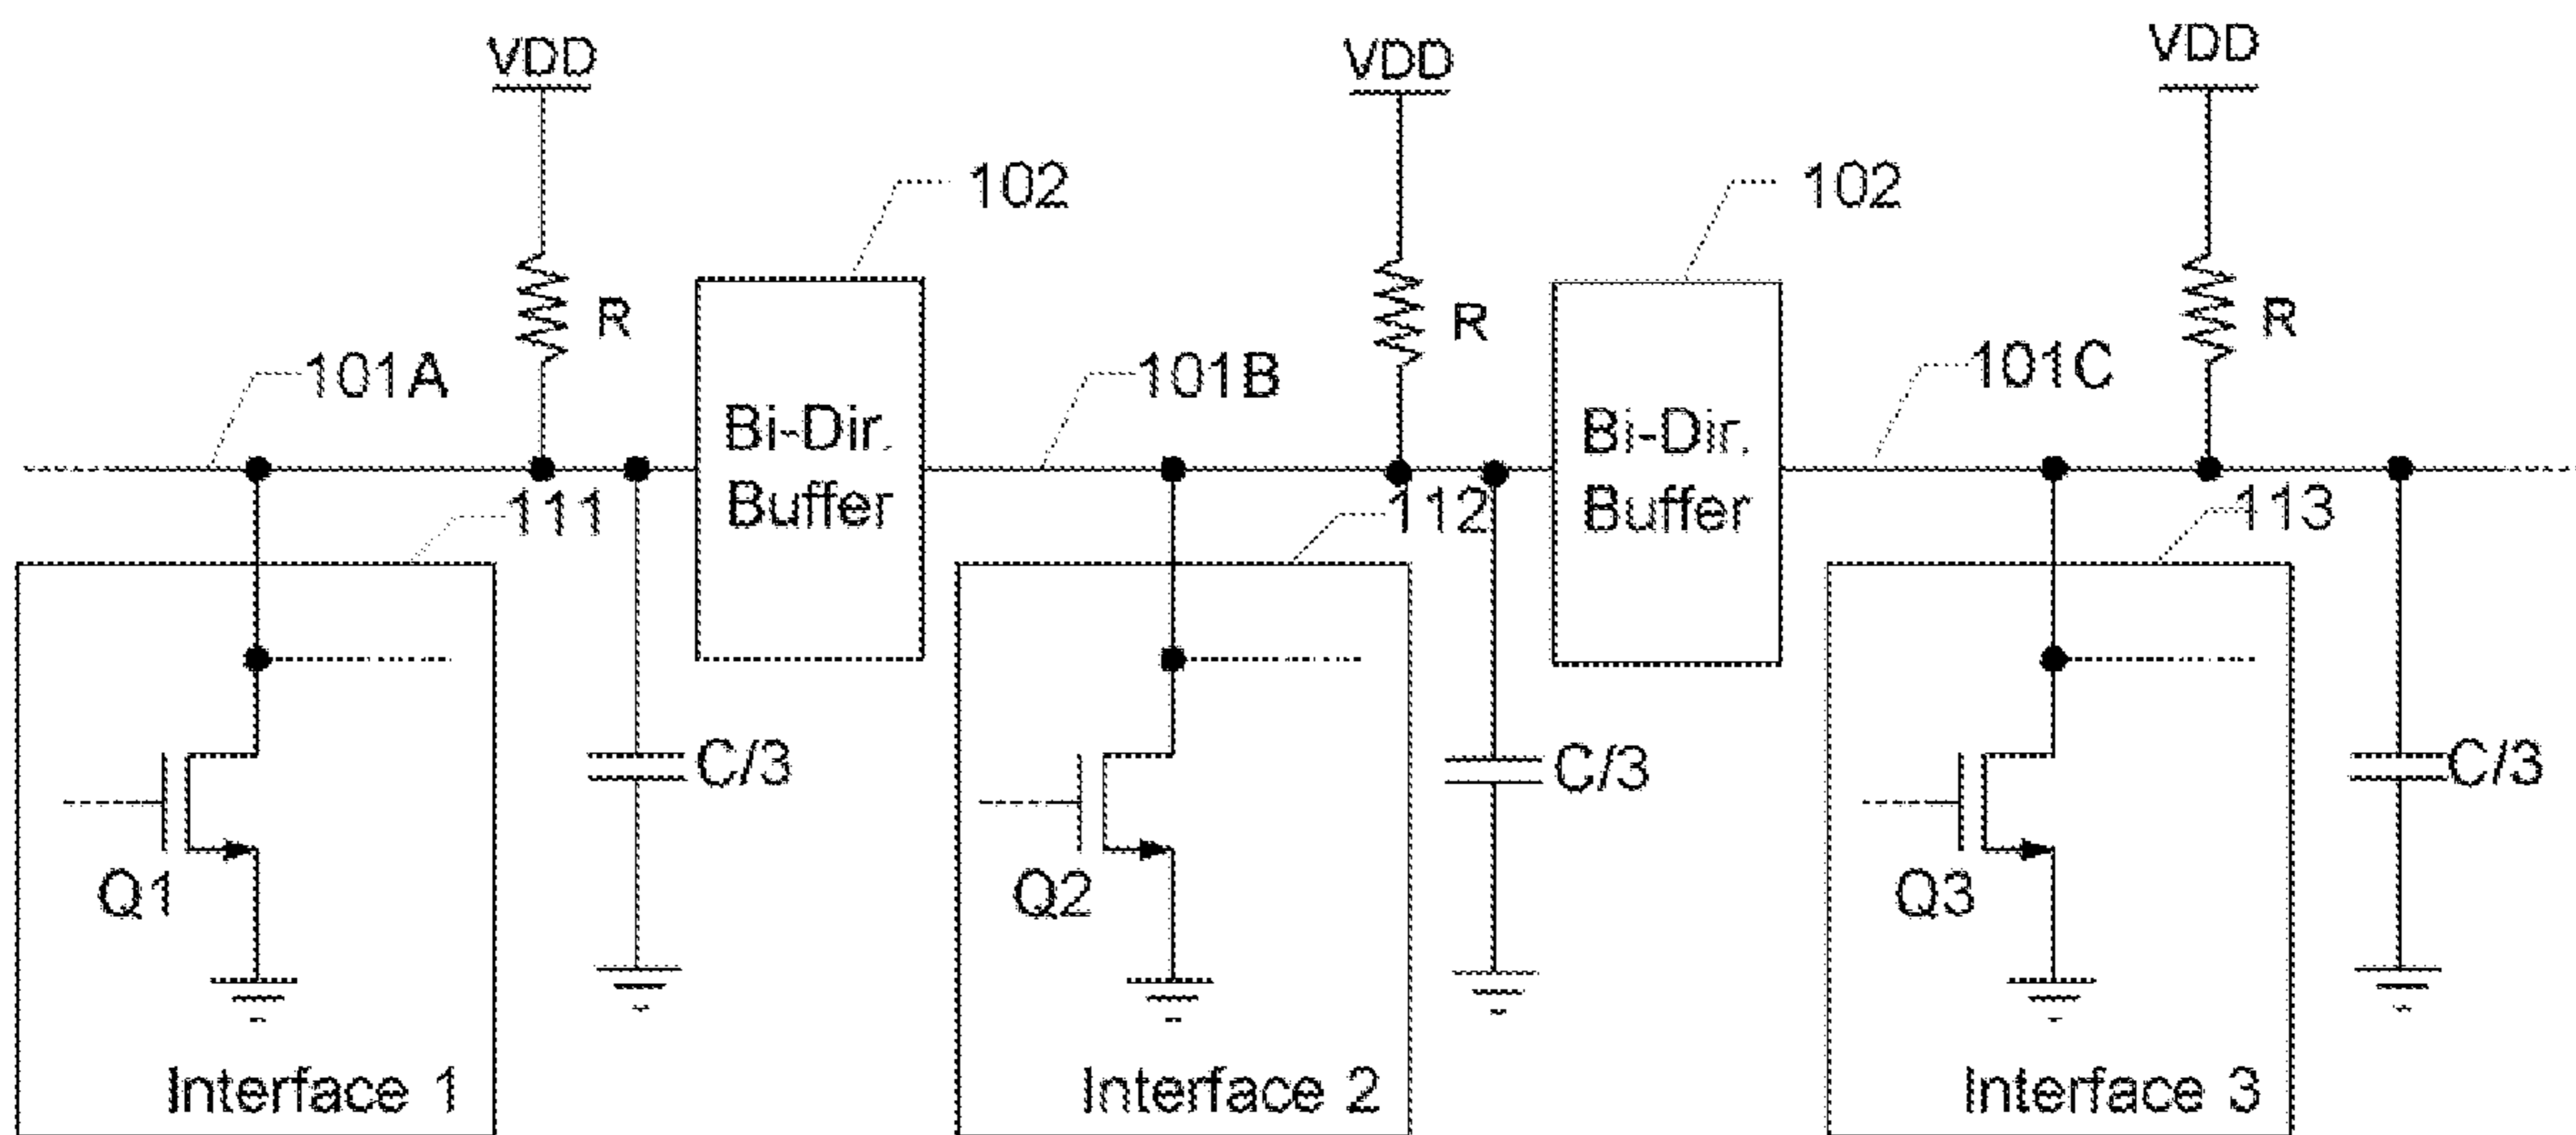 VDD
VDD
VDD
102
102
R
R
R
101A
101B
101C
Bi-Dir.
Buffer
Bi-Dir.
Buffer
111
112
113
C/3
C/3
C/3
Q1
Q2
Q3
Interface 1
Interface 2
Interface 3